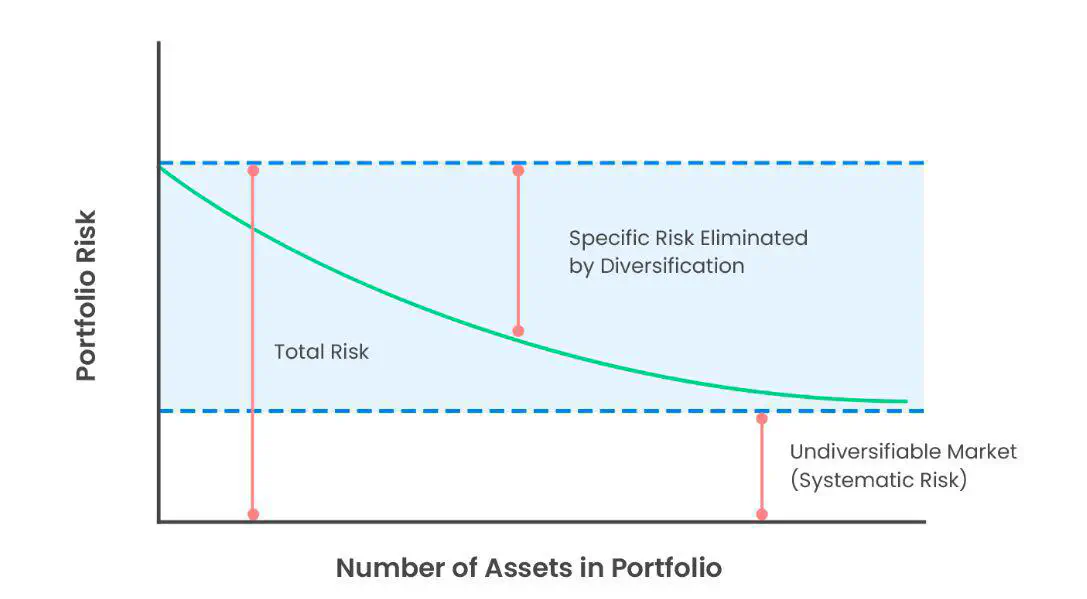 Portfolio Risk
Specific Risk Eliminated
by Diversification
Total Risk
Undiversifiable Market
(Systematic Risk)
Number of Assets in Portfolio